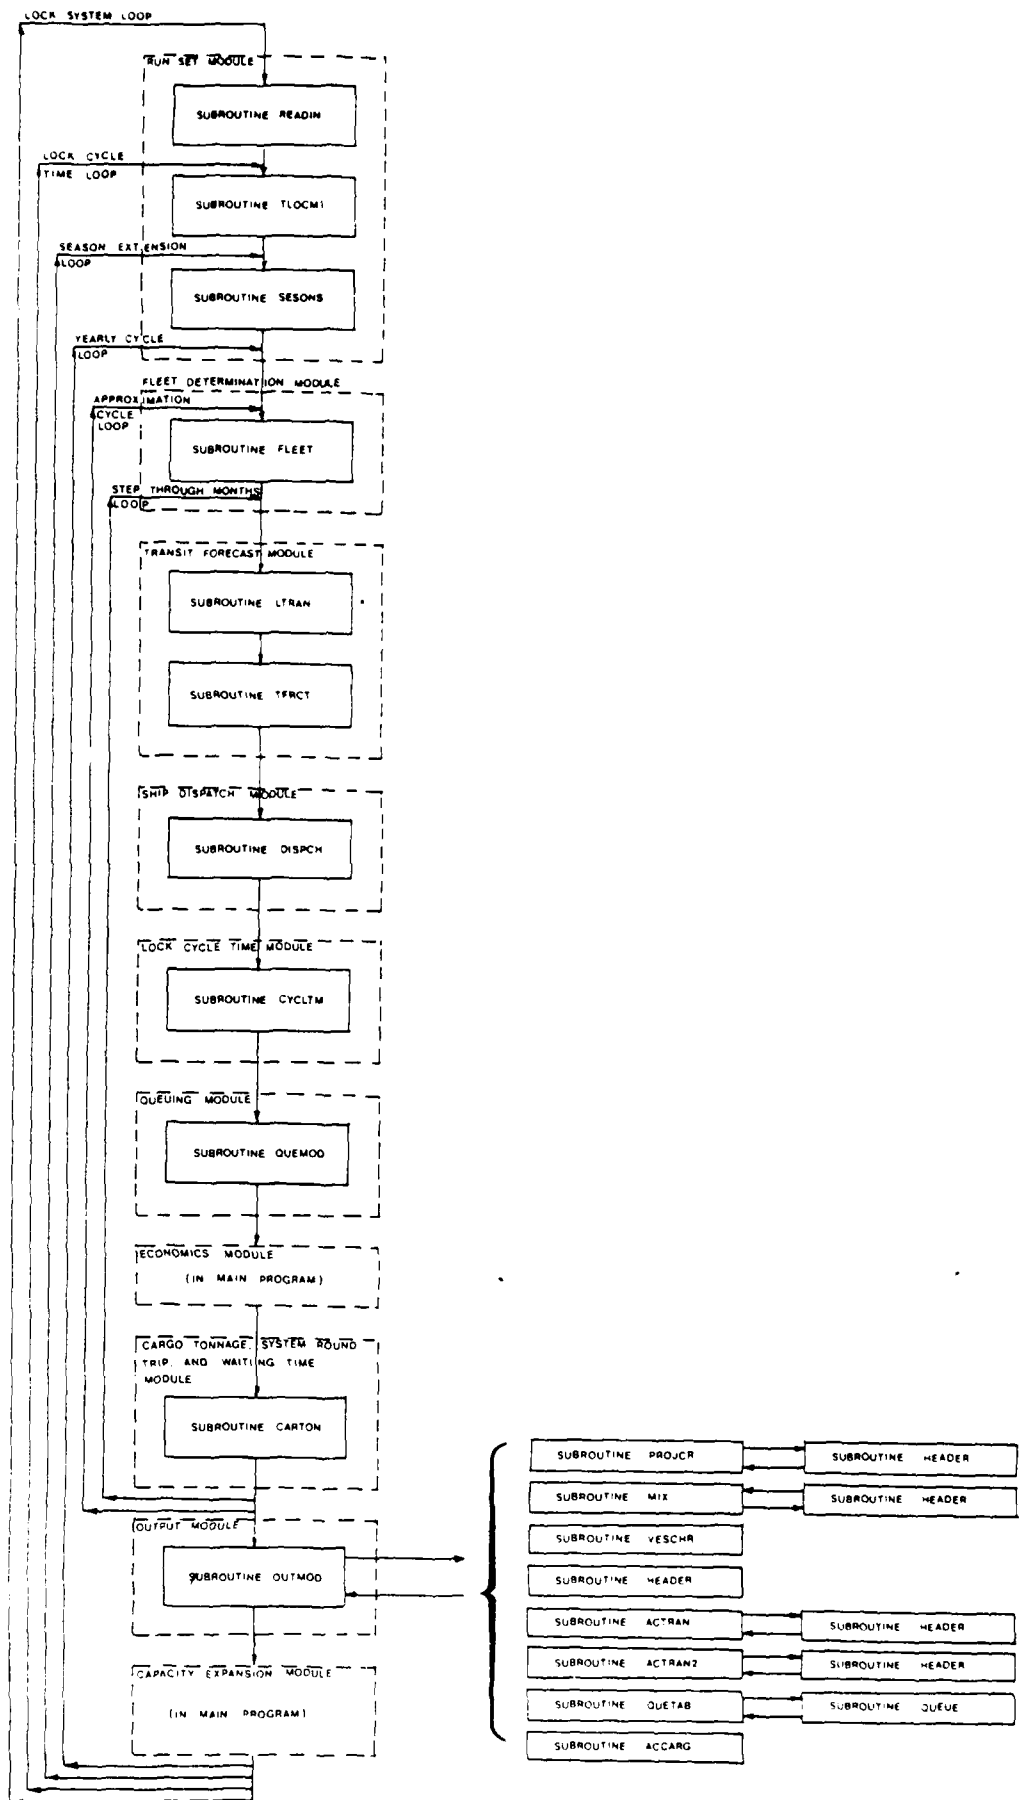 LOCK SYSTEM LOOP
RUN SET MODULE
SUBROUTINE READIN
LOCK CYCLE
TIME LOOP
SUBROUTINE TLOCM1
SEASON EXTENSION
LOOP
SUBROUTINE SESONS
YEARLY CYCLE
LOOP
FLEET DETERMINATION MODULE
APPROXIMATION
CYCLE
LOOP
SUBROUTINE FLEET
STEP THROUGH MONTHS
LOOP
TRANSIT FORECAST MODULE
SUBROUTINE LTRAN
SUBROUTINE TFRCT
SHIP DISPATCH MODULE
SUBROUTINE DISPCH
LOCK CYCLE TIME MODULE
SUBROUTINE CYCLTM
QUEUING MODULE
SUBROUTINE QUEMOD
ECONOMICS MODULE
(IN MAIN PROGRAM)
CARGO TONNAGE, SYSTEM ROUND
TRIP, AND WAITING TIME
MODULE
SUBROUTINE CARTON
OUTPUT MODULE
SUBROUTINE OUTMOD
CAPACITY EXPANSION MODULE
(IN MAIN PROGRAM)
SUBROUTINE PROJCR
SUBROUTINE HEADER
SUBROUTINE MIX
SUBROUTINE HEADER
SUBROUTINE VESCHR
SUBROUTINE HEADER
SUBROUTINE ACTRAN
SUBROUTINE HEADER
SUBROUTINE ACTRAN2
SUBROUTINE HEADER
SUBROUTINE QUETAB
SUBROUTINE QUEUE
SUBROUTINE ACCARG